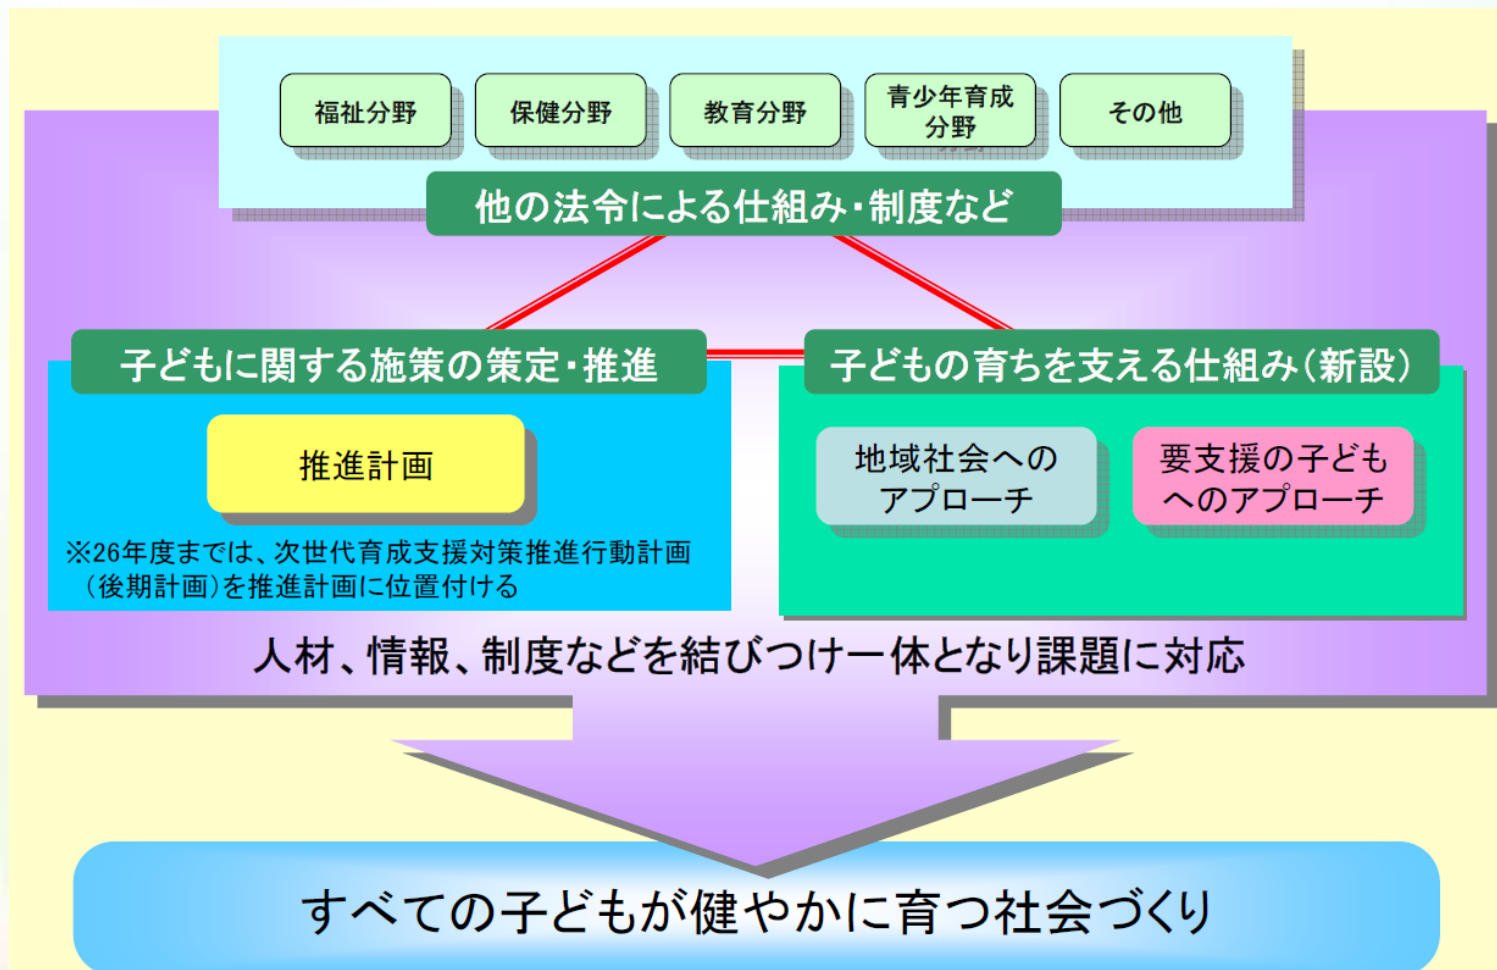 福祉分野
保健分野
教育分野
青少年育成
分野
その他
他の法令による仕組み・制度など
子どもに関する施策の策定・推進
推進計画
※26年度までは、次世代育成支援対策推進行動計画
（後期計画）を推進計画に位置付ける
子どもの育ちを支える仕組み（新設）
地域社会への
アプローチ
要支援の子ども
へのアプローチ
人材、情報、制度などを結びつけ一体となり課題に対応
すべての子どもが健やかに育つ社会づくり